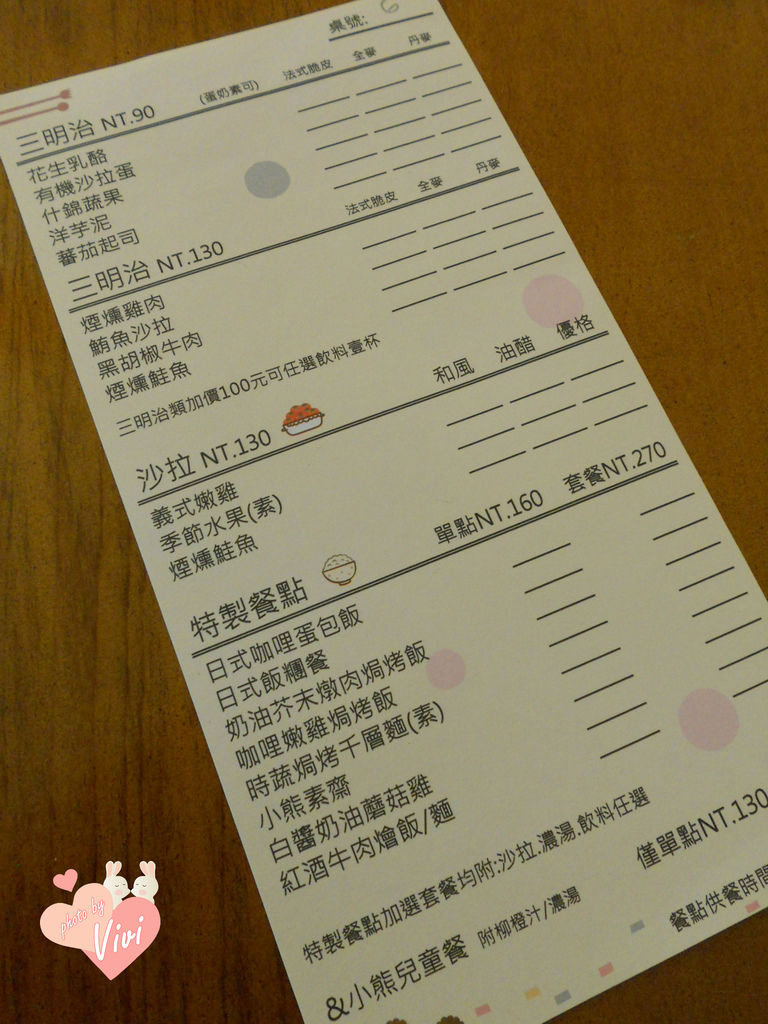 桌號:
三明治 NT.90 (蛋奶素可) 法式脆皮 全麥 丹麥
花生乳酪
有機沙拉蛋
什錦蔬果
洋芋泥
蕃茄起司
三明治 NT.130 法式脆皮 全麥 丹麥
煙燻雞肉
鮪魚沙拉
黑胡椒牛肉
煙燻鮭魚
三明治類加價100元可任選飲料壹杯
沙拉 NT.130 和風 油醋 優格
義式嫩雞
季節水果(素)
煙燻鮭魚
特製餐點 單點NT.160 套餐NT.270
日式咖哩蛋包飯
日式飯糰餐
奶油芥末燉肉焗烤飯
咖哩嫩雞焗烤飯
時蔬焗烤千層麵(素)
小熊素齋
白醬奶油蘑菇雞
紅酒牛肉燴飯/麵
特製餐點加選套餐均附:沙拉.濃湯.飲料任選
僅單點NT.130
&小熊兒童餐 附柳橙汁/濃湯
餐點供餐時間
photo by
Vivi